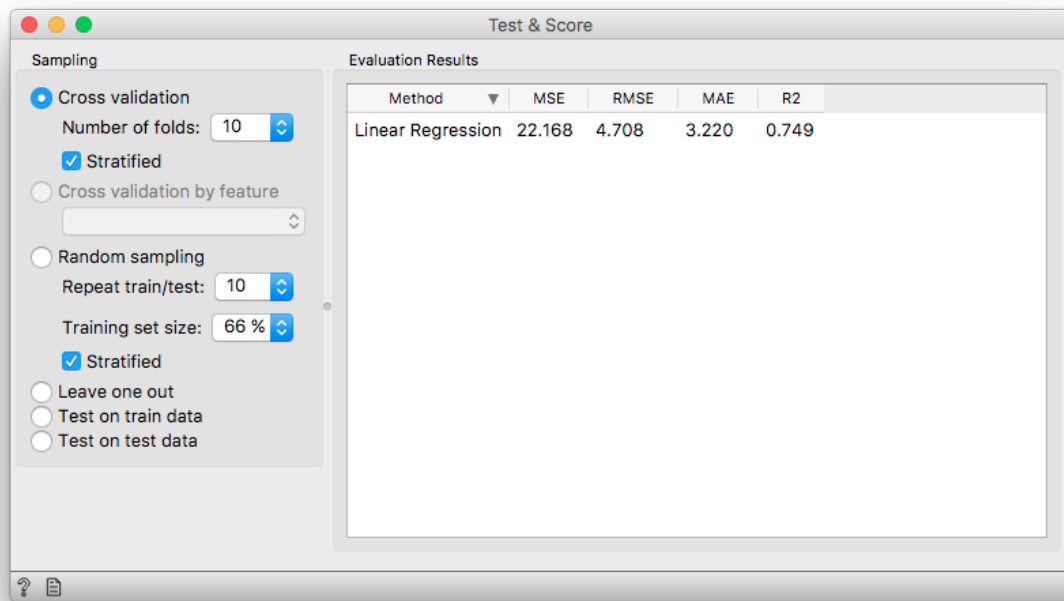 Test & Score
Sampling
Cross validation
Number of folds: 10
Stratified
Cross validation by feature
Random sampling
Repeat train/test: 10
Training set size: 66 %
Stratified
Leave one out
Test on train data
Test on test data
Evaluation Results
Method MSE RMSE MAE R2
Linear Regression 22.168 4.708 3.220 0.749
?